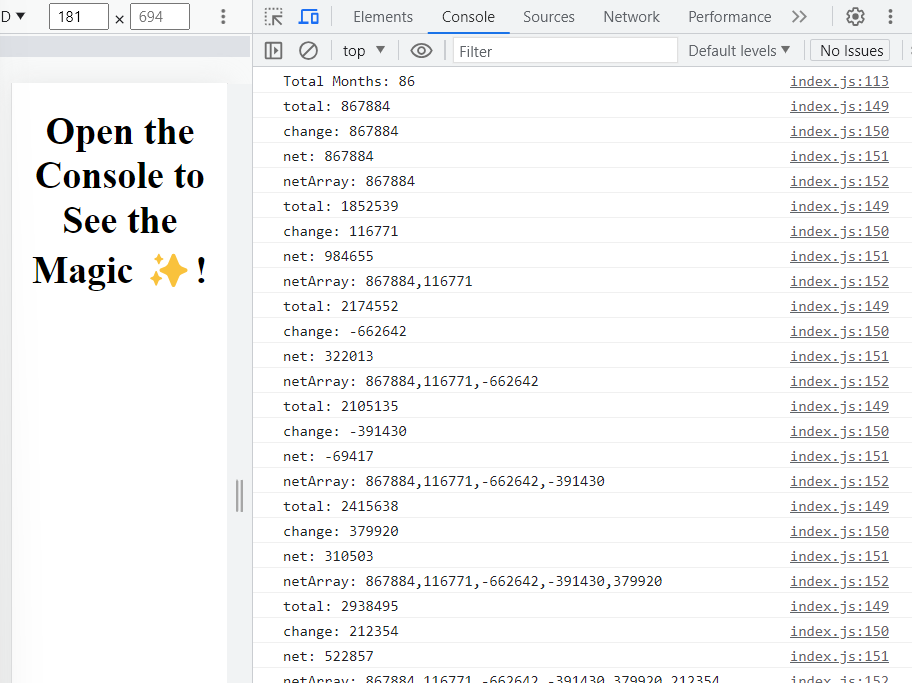 D 181 × 694
Elements Console Sources Network Performance
top Filter Default levels No Issues
Open the
Console to
See the
Magic ✨!
Total Months: 86 index.js:113
total: 867884 index.js:149
change: 867884 index.js:150
net: 867884 index.js:151
netArray: 867884 index.js:152
total: 1852539 index.js:149
change: 116771 index.js:150
net: 984655 index.js:151
netArray: 867884,116771 index.js:152
total: 2174552 index.js:149
change: -662642 index.js:150
net: 322013 index.js:151
netArray: 867884,116771,-662642 index.js:152
total: 2105135 index.js:149
change: -391430 index.js:150
net: -69417 index.js:151
netArray: 867884,116771,-662642,-391430 index.js:152
total: 2415638 index.js:149
change: 379920 index.js:150
net: 310503 index.js:151
netArray: 867884,116771,-662642,-391430,379920 index.js:152
total: 2938495 index.js:149
change: 212354 index.js:150
net: 522857 index.js:151
netArray: 867884,116771,-662642,-391430,379920,212354 index.js:152